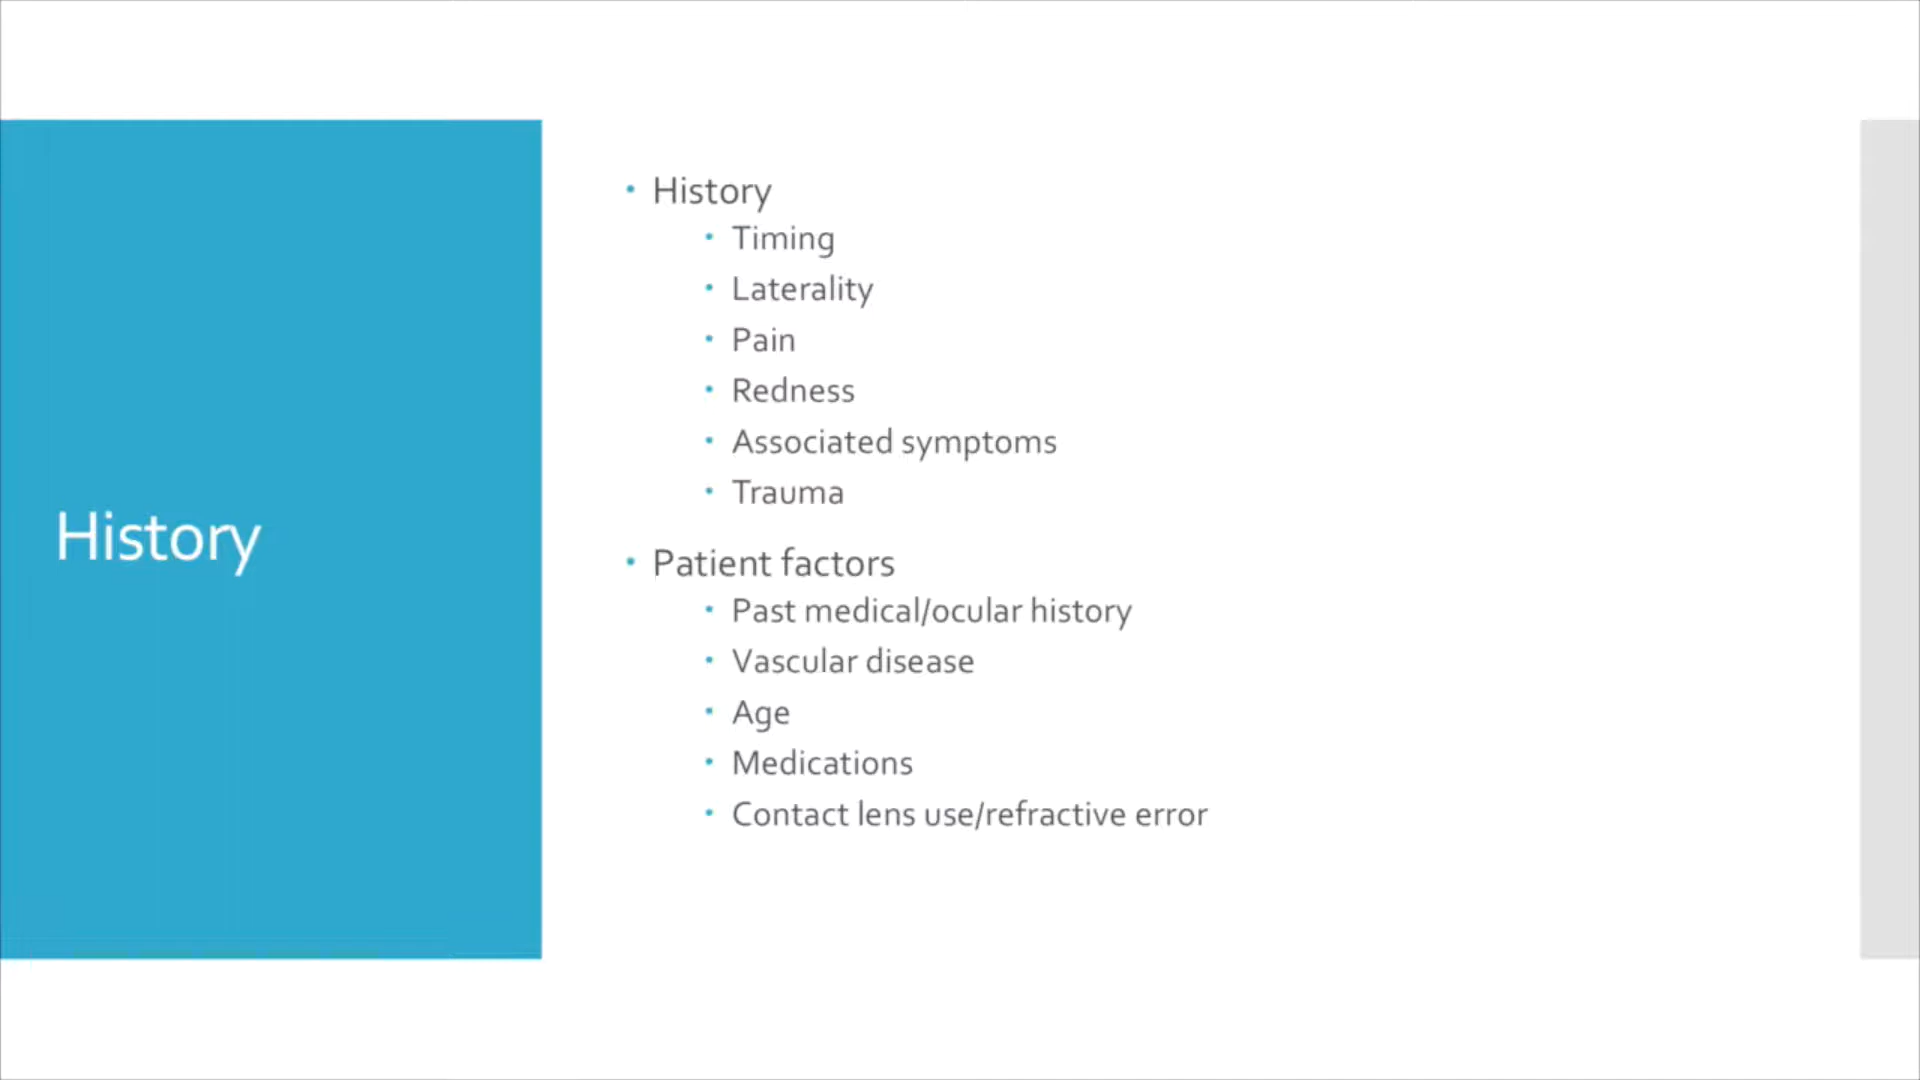 History
• History
• Timing
• Laterality
• Pain
• Redness
• Associated symptoms
• Trauma
• Patient factors
• Past medical/ocular history
• Vascular disease
• Age
• Medications
• Contact lens use/refractive error